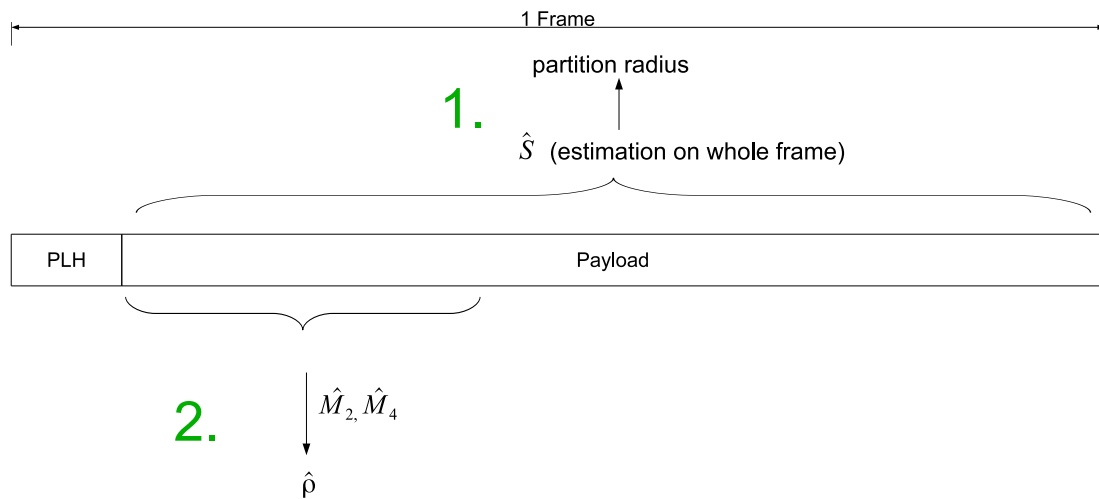 1 Frame
partition radius
1.
Ŝ (estimation on whole frame)
PLH
Payload
M̂2, M̂4
2.
ρ̂